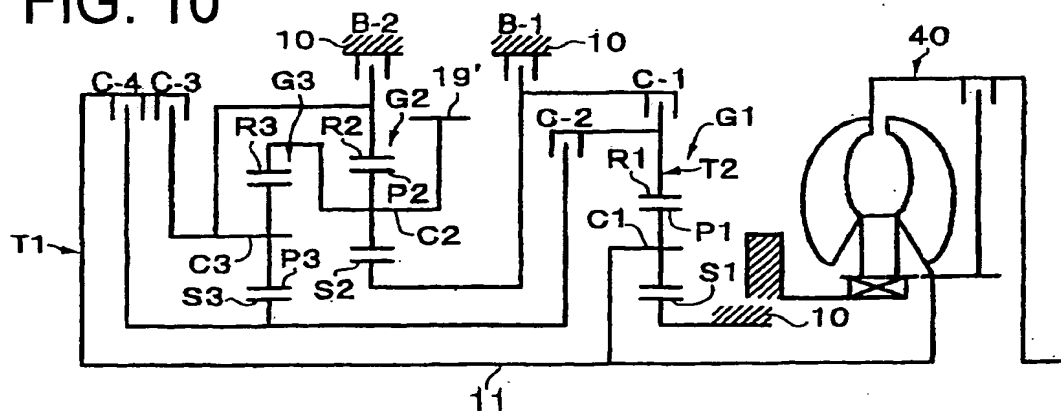 FIG. 10
B-2 B-1
10 10 40
19'
C-4 C-3 G3 G2 C-1
C-2 G1
R3 R2 R1 T2
P2
C1 P1
T1 C3 P3 C2
S3 S2 S1
10
11